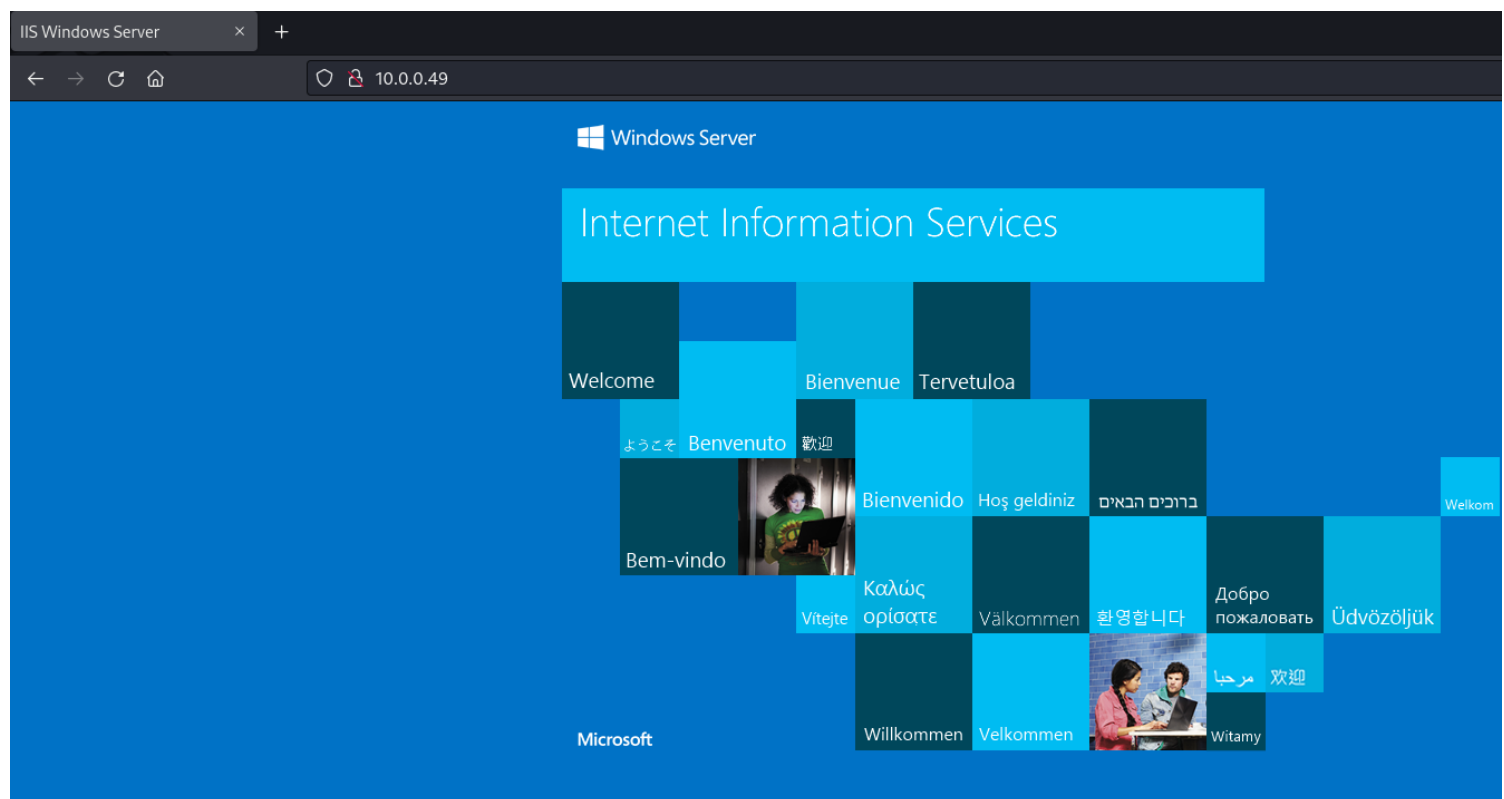 IIS Windows Server
10.0.0.49
Windows Server
Internet Information Services
Welcome
Bienvenue
Tervetuloa
ようこそ
Benvenuto
歡迎
Bienvenido
Hoş geldiniz
ברוכים הבאים
Welkom
Bem-vindo
Vítejte
Καλώς
ορίσατε
Välkommen
환영합니다
Добро
пожаловать
Üdvözöljük
مرحبا
欢迎
Microsoft
Willkommen
Velkommen
Witamy